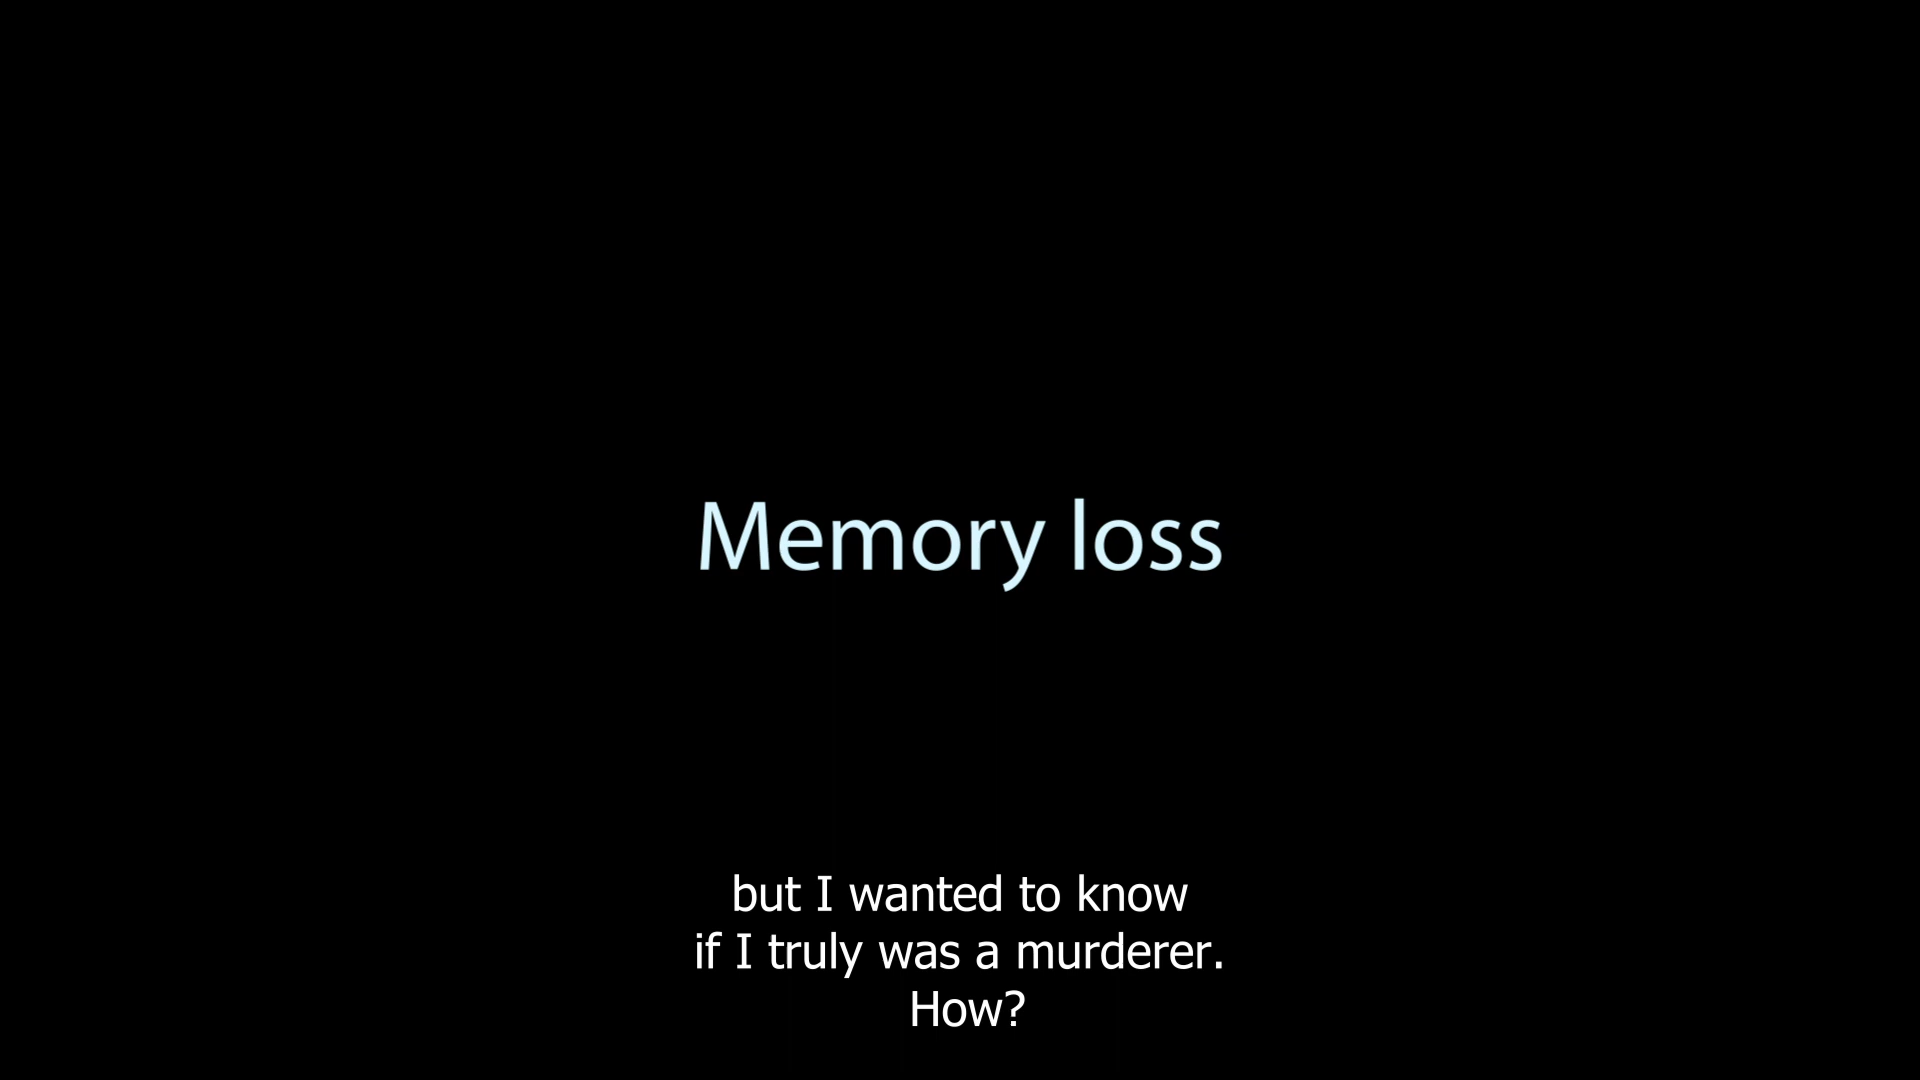 Memory loss
but I wanted to know
if I truly was a murderer.
How?